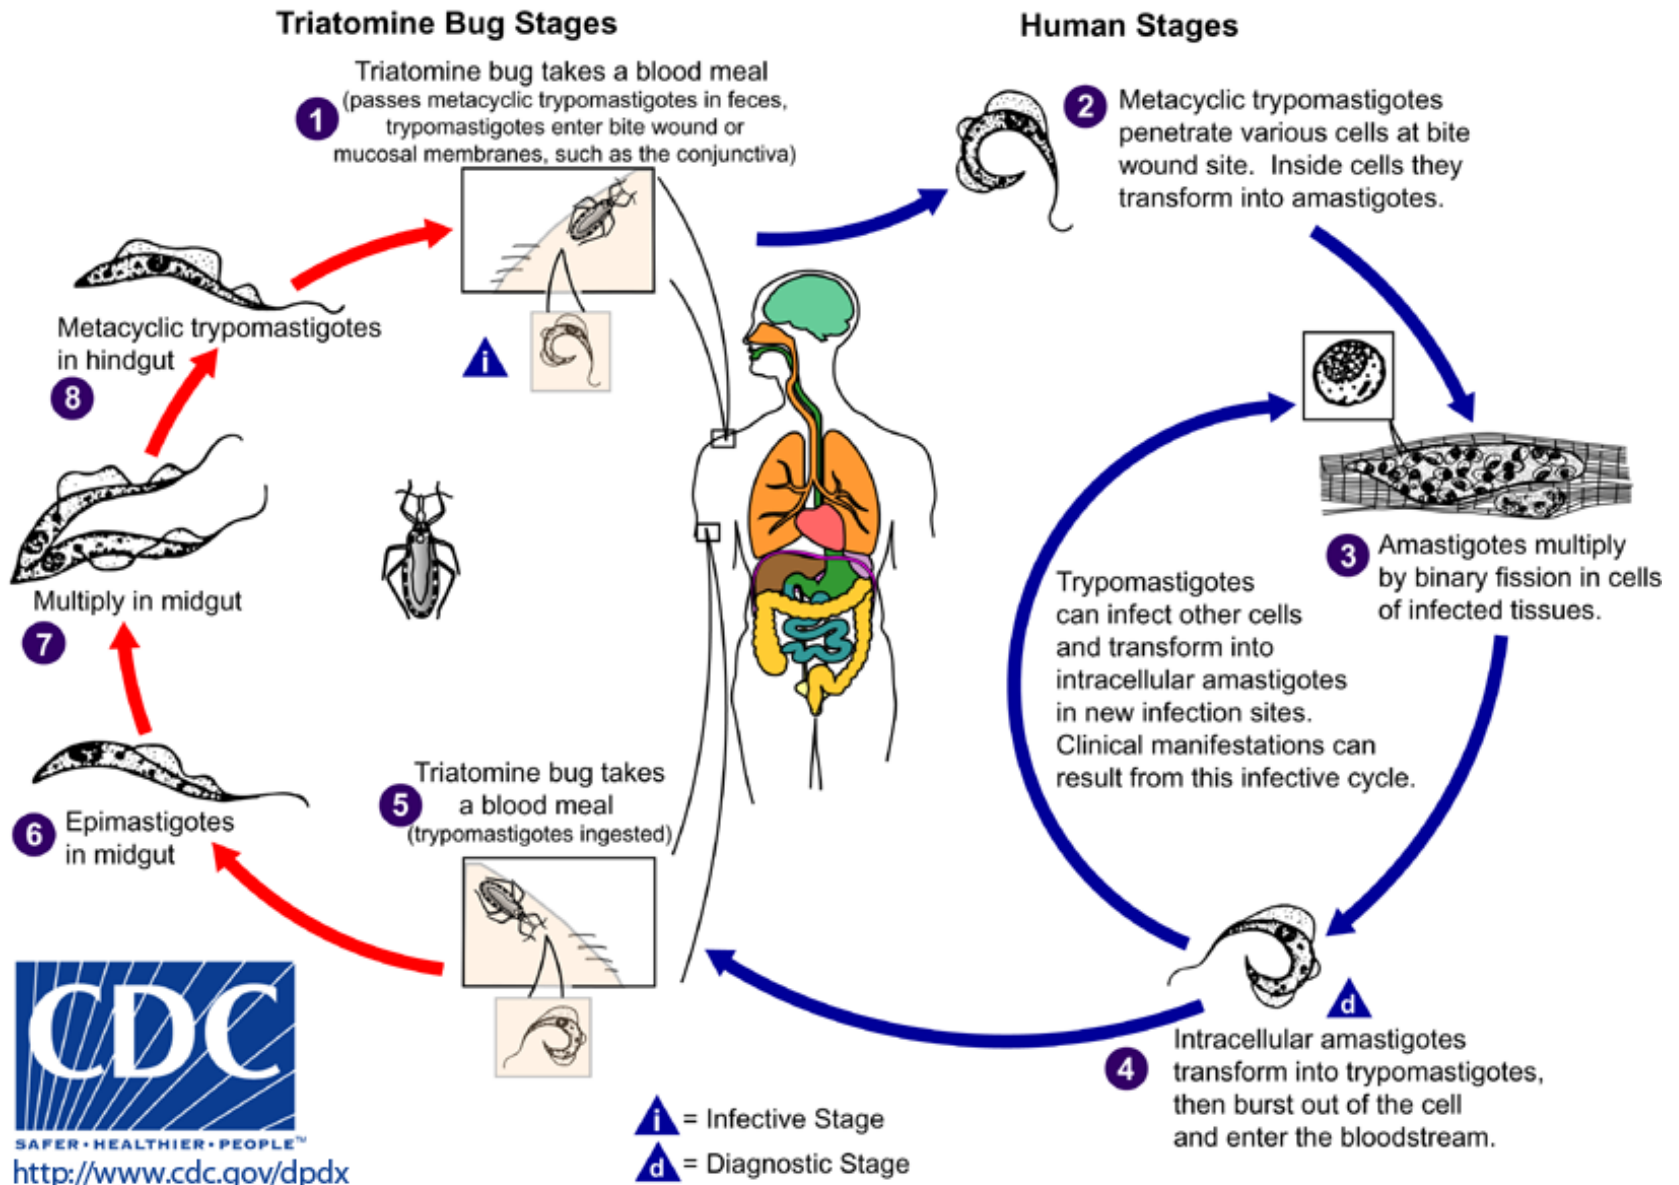 Triatomine Bug Stages
Human Stages
Triatomine bug takes a blood meal
(passes metacyclic trypomastigotes in feces,
trypomastigotes enter bite wound or
mucosal membranes, such as the conjunctiva)
1
2
Metacyclic trypomastigotes
penetrate various cells at bite
wound site. Inside cells they
transform into amastigotes.
i
Metacyclic trypomastigotes
in hindgut
8
3
Amastigotes multiply
by binary fission in cells
of infected tissues.
Trypomastigotes
can infect other cells
and transform into
intracellular amastigotes
in new infection sites.
Clinical manifestations can
result from this infective cycle.
Multiply in midgut
7
5
Triatomine bug takes
a blood meal
(trypomastigotes ingested)
6
Epimastigotes
in midgut
d
4
Intracellular amastigotes
transform into trypomastigotes,
then burst out of the cell
and enter the bloodstream.
CDC
SAFER•HEALTHIER•PEOPLE™
http://www.cdc.gov/dpdx
i = Infective Stage
d = Diagnostic Stage